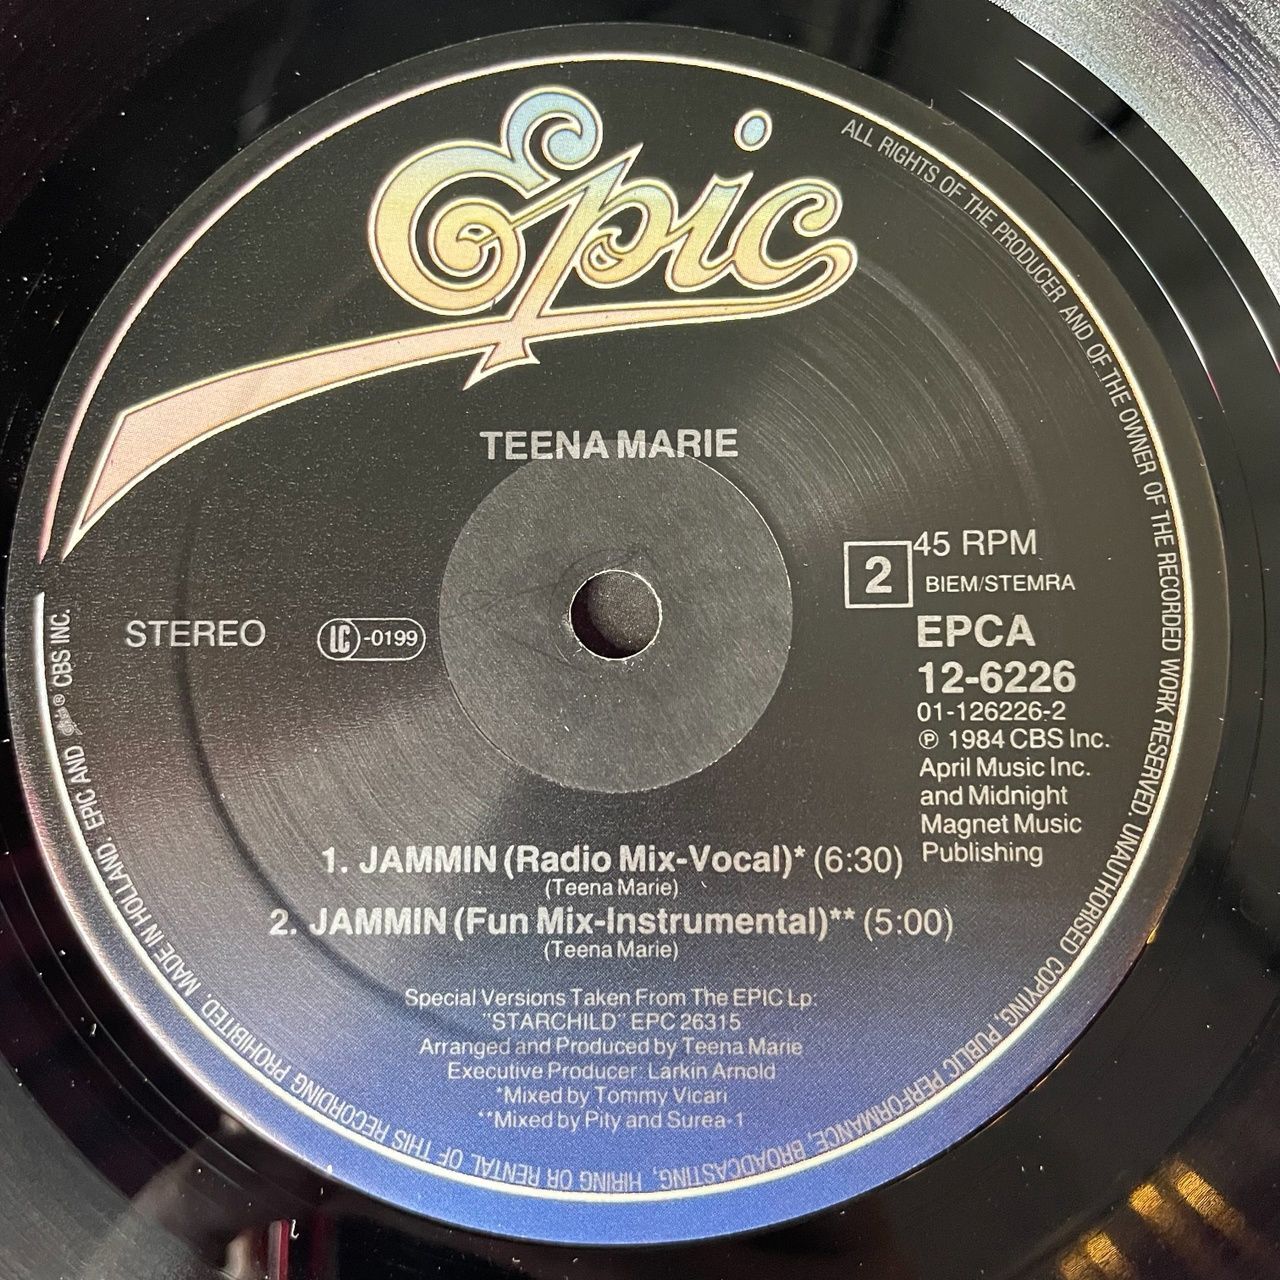 Epic
TEENA MARIE
45 RPM
2
BIEM/STEMRA
STEREO
LC -0199
EPCA
12-6226
01-126226-2
℗ 1984 CBS Inc.
April Music Inc.
and Midnight
Magnet Music
Publishing
1. JAMMIN (Radio Mix-Vocal)* (6:30)
(Teena Marie)
2. JAMMIN (Fun Mix-Instrumental)** (5:00)
(Teena Marie)
Special Versions Taken From The EPIC Lp:
"STARCHILD" EPC 26315
Arranged and Produced by Teena Marie
Executive Producer: Larkin Arnold
*Mixed by Tommy Vicari
**Mixed by Pity and Surea-1
ALL RIGHTS OF THE PRODUCER AND OF THE OWNER OF THE RECORDED WORK RESERVED. UNAUTHORISED COPYING, PUBLIC PERFORMANCE, BROADCASTING, HIRING OR RENTAL OF THIS RECORDING PROHIBITED. MADE IN HOLLAND. EPIC AND Epic ® CBS INC.